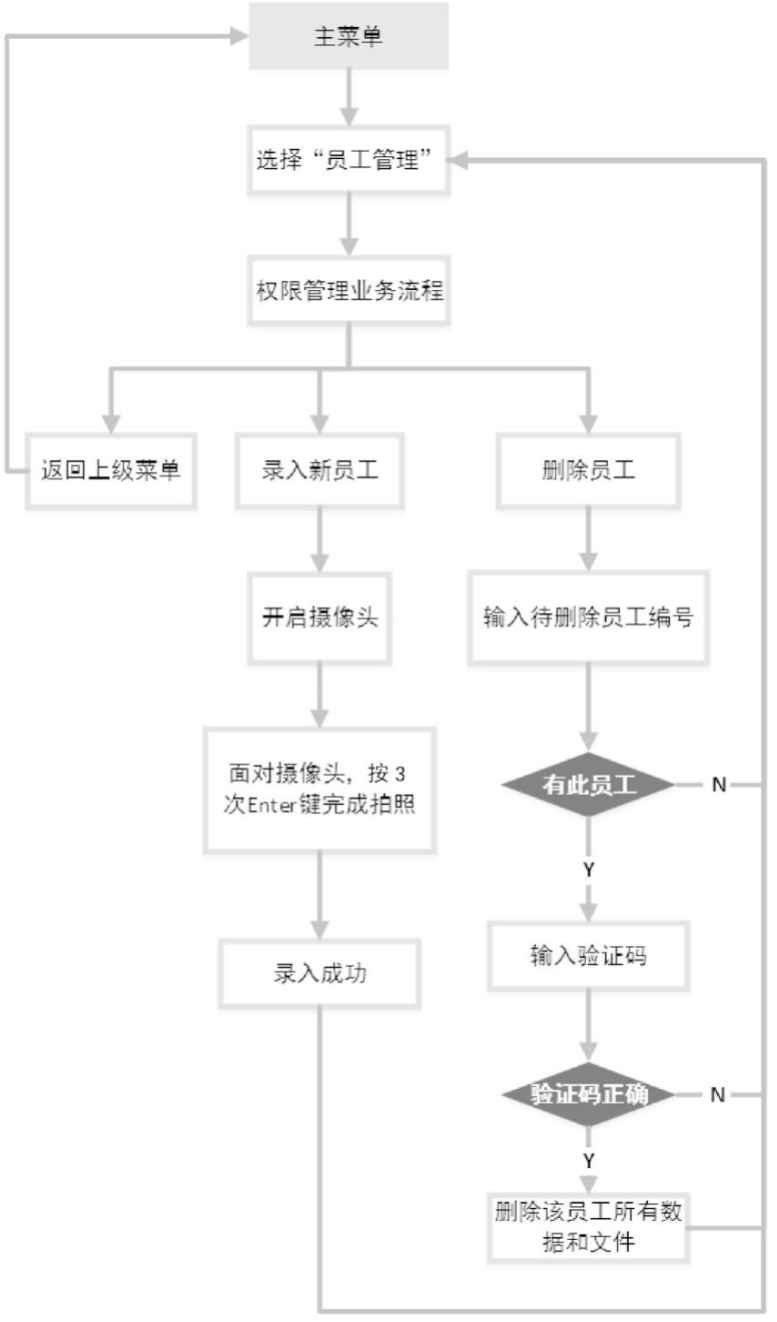 主菜单
选择“员工管理”
权限管理业务流程
返回上级菜单
录入新员工
删除员工
开启摄像头
输入待删除员工编号
面对摄像头，按 3
次Enter键完成拍照
有此员工
N
Y
录入成功
输入验证码
验证码正确
N
Y
删除该员工所有数
据和文件